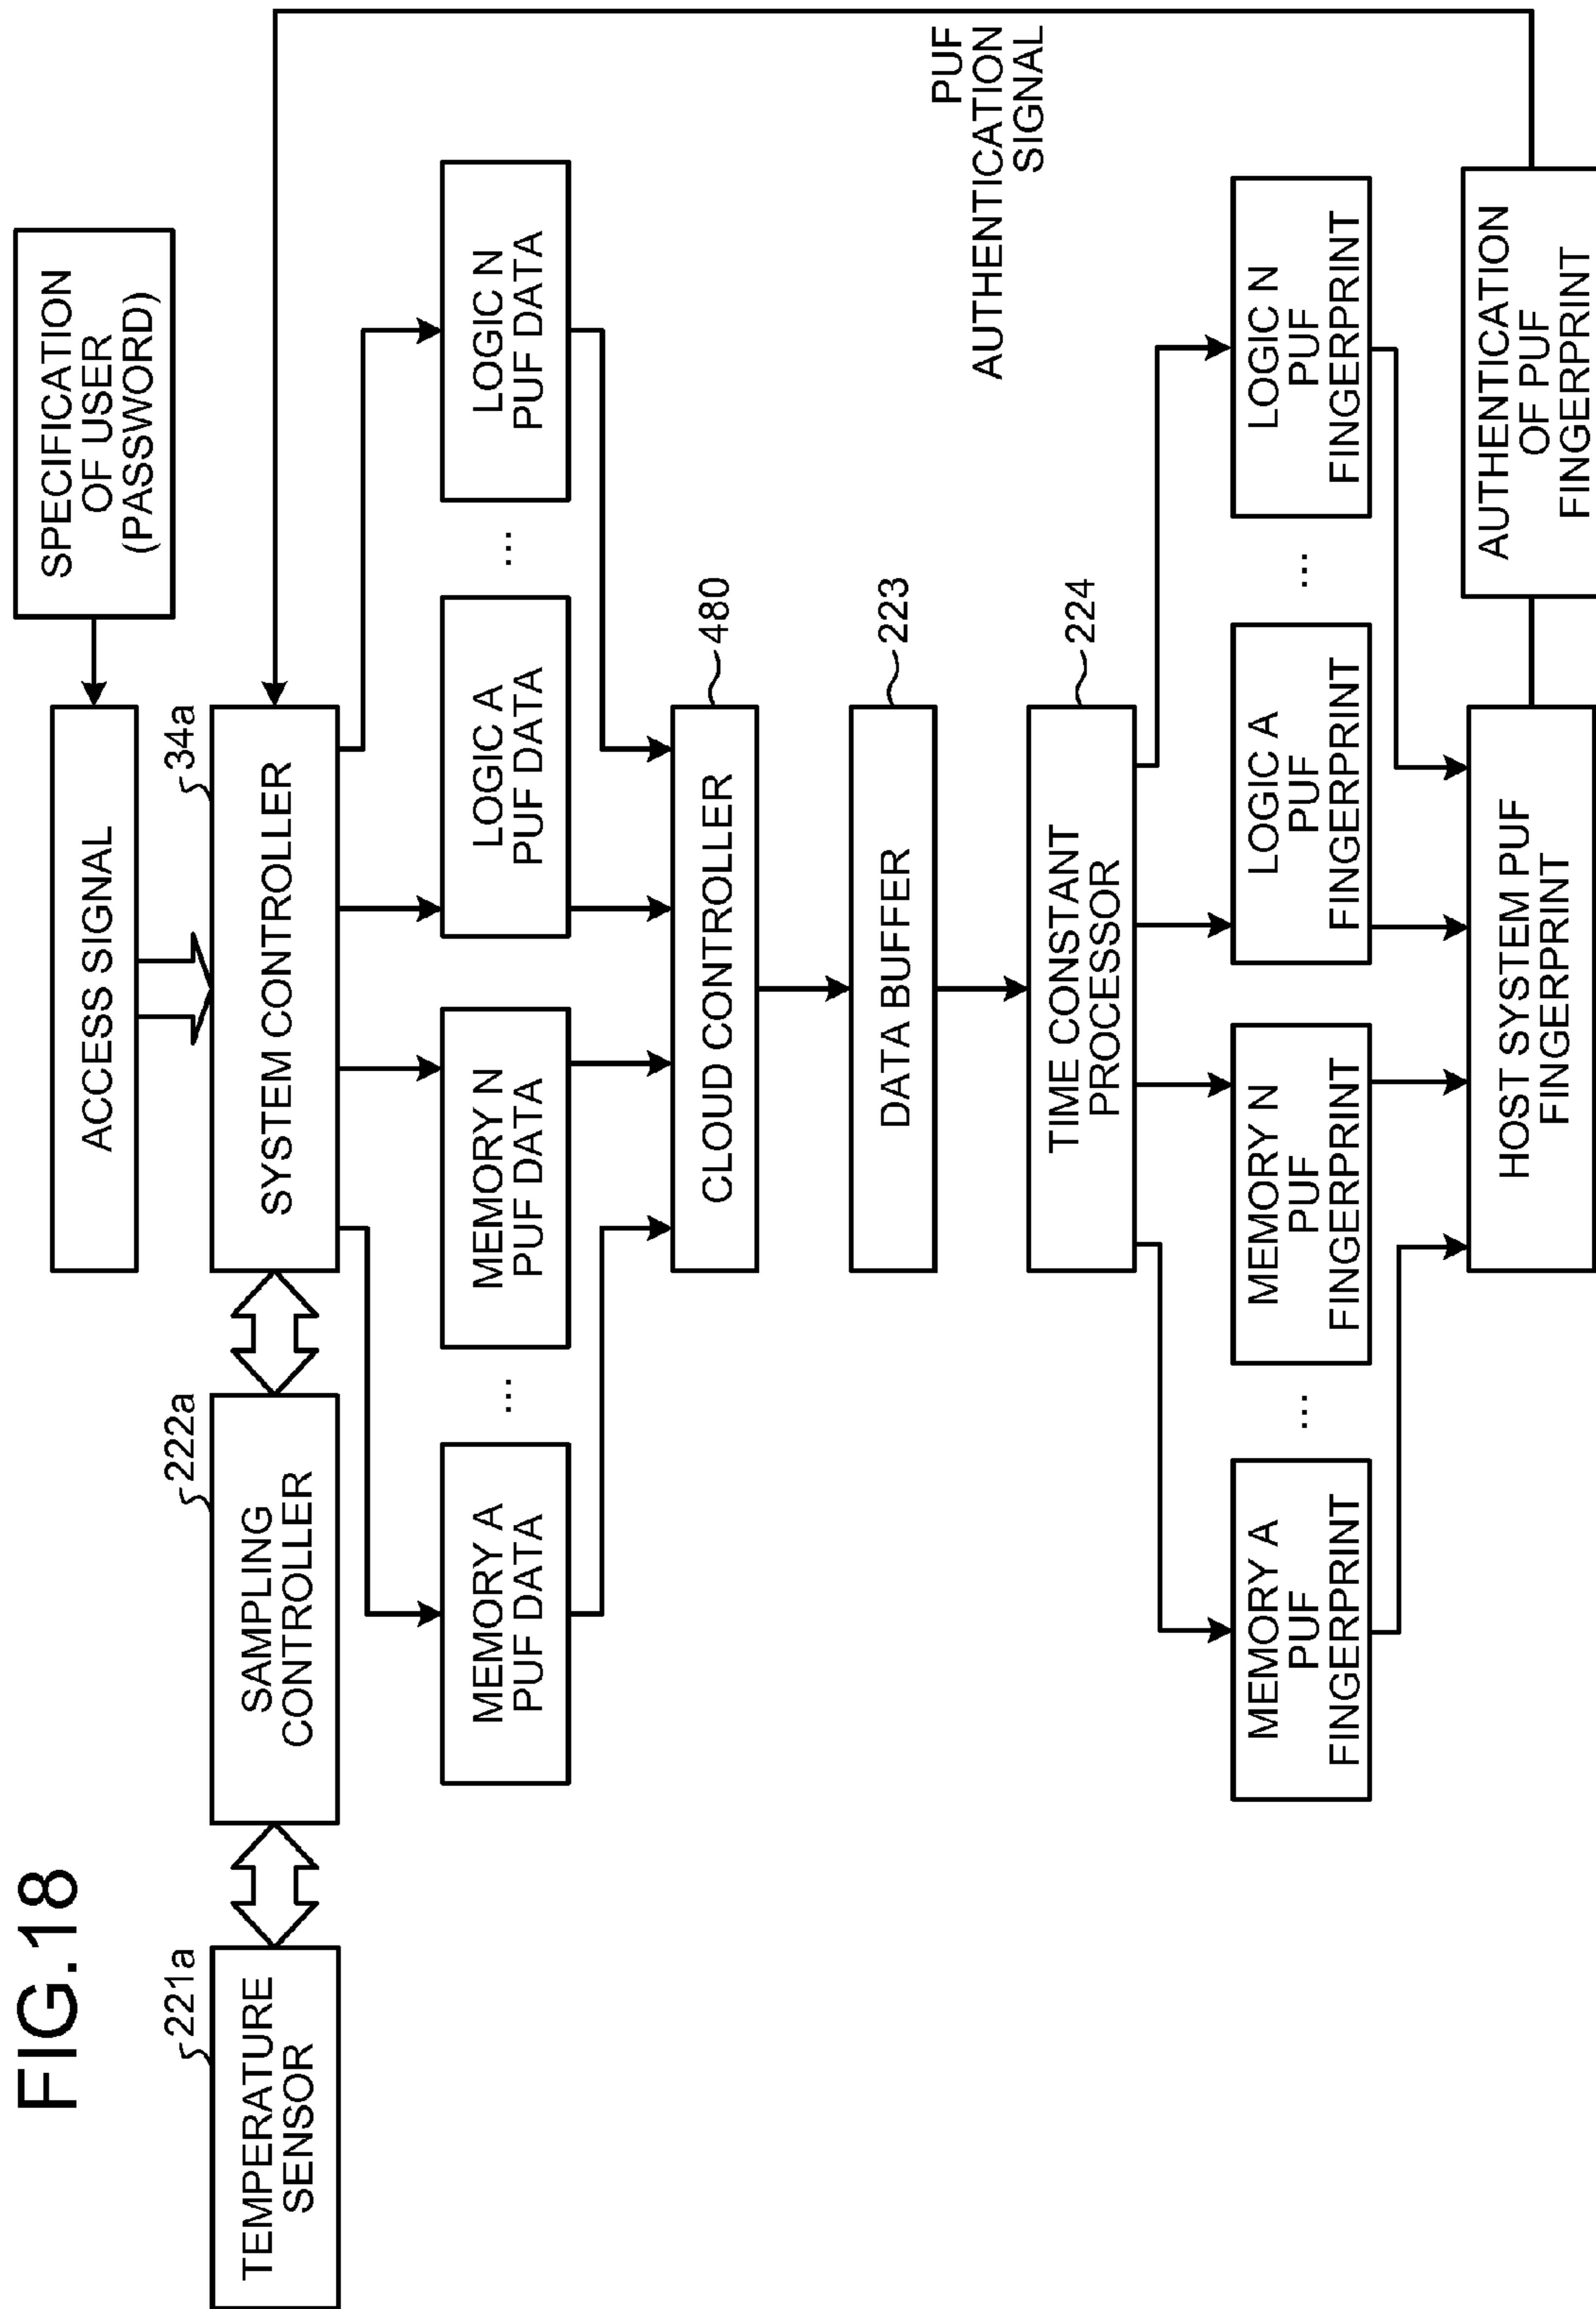 FIG.18
SPECIFICATION
OF USER
(PASSWORD)
ACCESS SIGNAL
221a
222a
34a
TEMPERATURE
SENSOR
SAMPLING
CONTROLLER
SYSTEM CONTROLLER
MEMORY A
PUF DATA
...
MEMORY N
PUF DATA
LOGIC A
PUF DATA
...
LOGIC N
PUF DATA
480
CLOUD CONTROLLER
223
DATA BUFFER
224
TIME CONSTANT
PROCESSOR
PUF
AUTHENTICATION
SIGNAL
MEMORY A
PUF
FINGERPRINT
...
MEMORY N
PUF
FINGERPRINT
LOGIC A
PUF
FINGERPRINT
...
LOGIC N
PUF
FINGERPRINT
HOST SYSTEM PUF
FINGERPRINT
AUTHENTICATION
OF PUF
FINGERPRINT